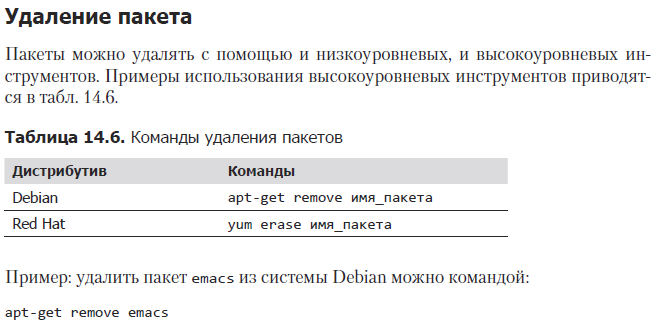 Удаление пакета
Пакеты можно удалять с помощью и низкоуровневых, и высокоуровневых ин-
струментов. Примеры использования высокоуровневых инструментов приводят-
ся в табл. 14.6.
Таблица 14.6. Команды удаления пакетов
Дистрибутив Команды
Debian apt-get remove имя_пакета
Red Hat yum erase имя_пакета
Пример: удалить пакет emacs из системы Debian можно командой:
apt-get remove emacs